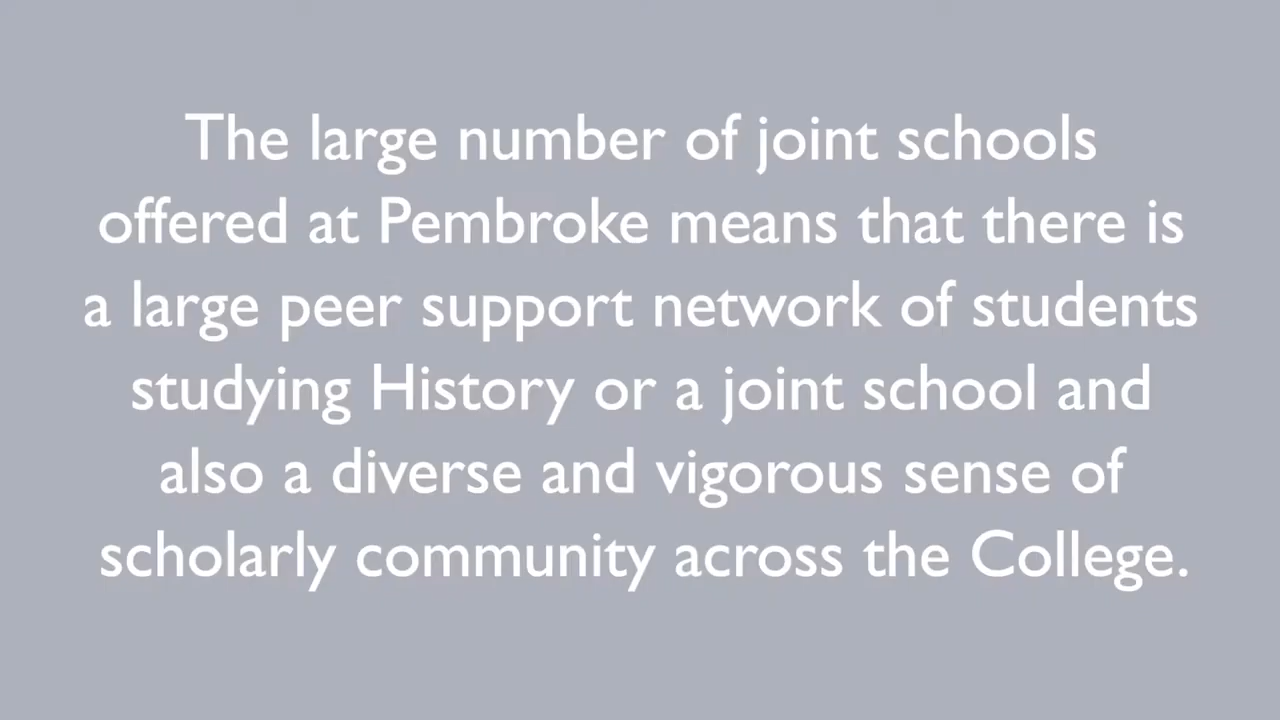 The large number of joint schools
offered at Pembroke means that there is
a large peer support network of students
studying History or a joint school and
also a diverse and vigorous sense of
scholarly community across the College.